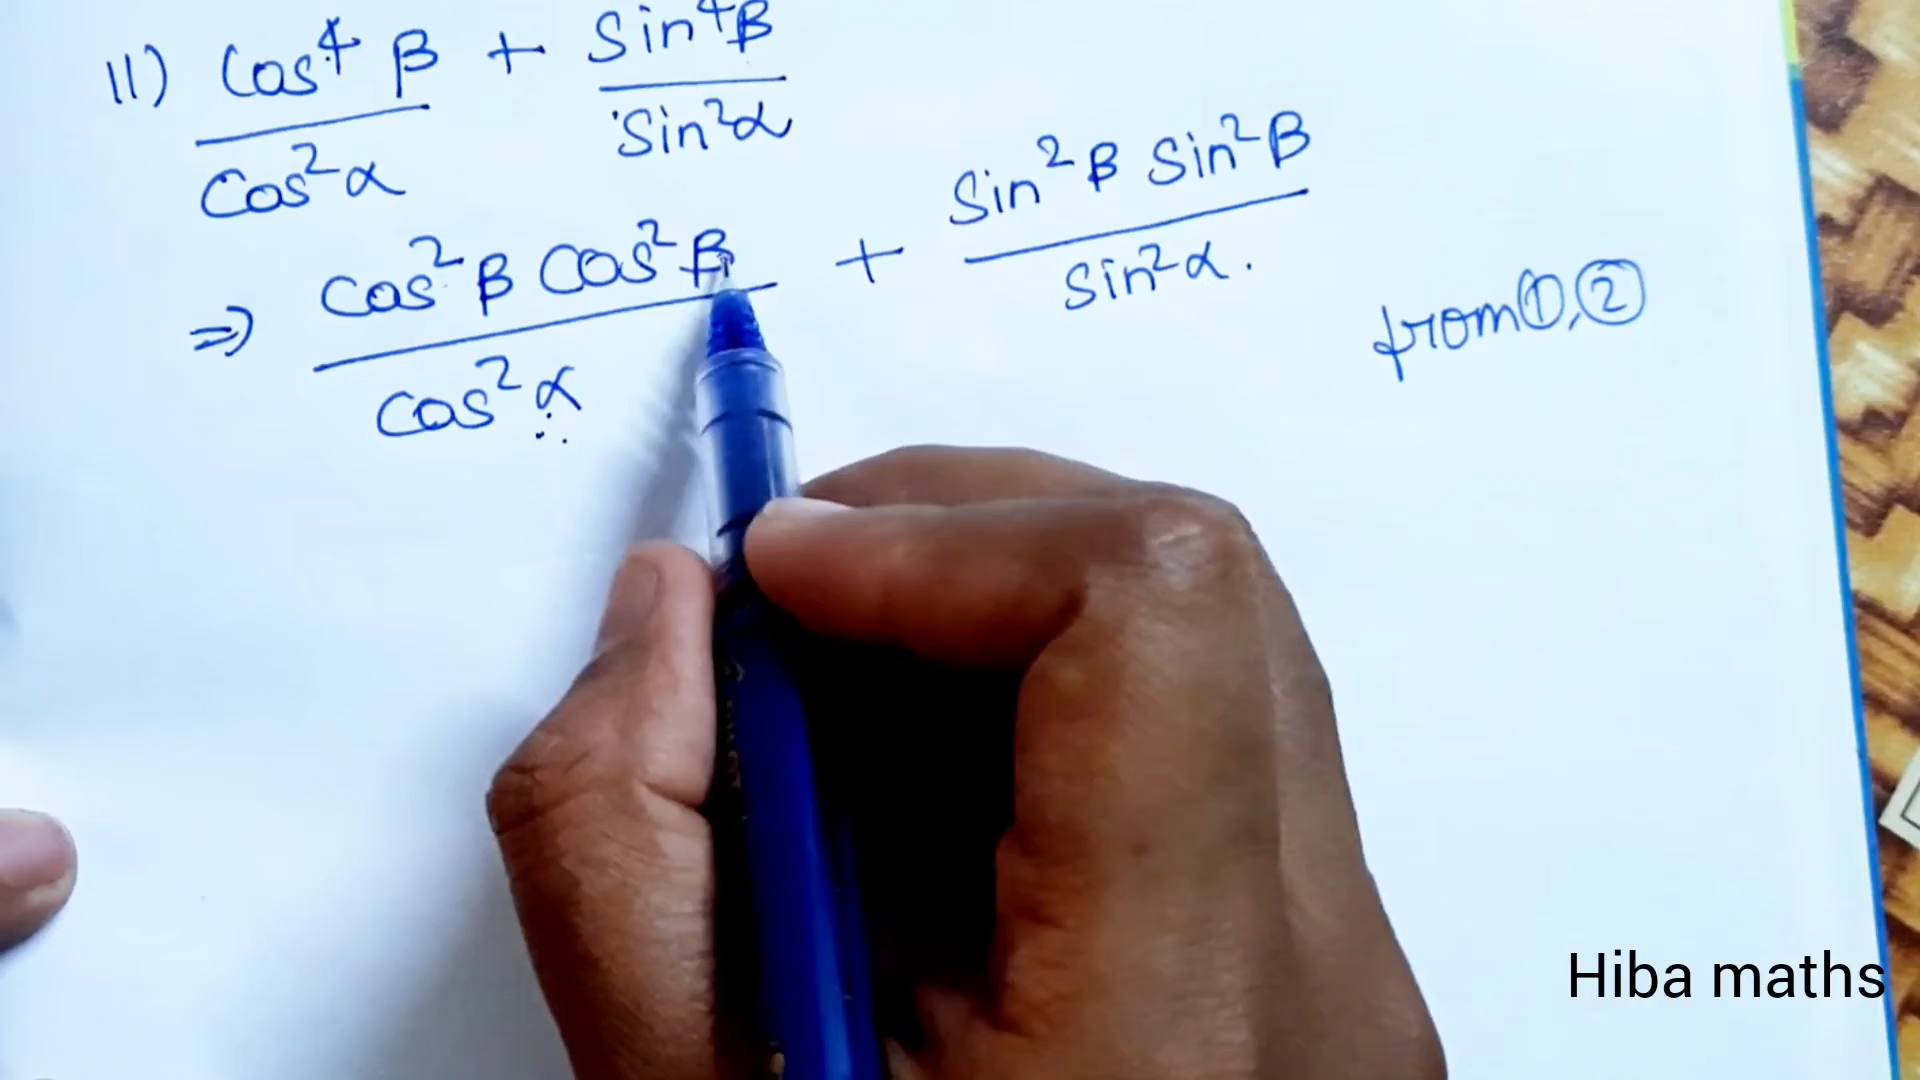 11) Cos⁴ β + Sin⁴β
Cos²α Sin²α
⇒ Cos²β Cos²β + Sin²β Sin²β
Cos²α Sin²α.
from ①,②
Hiba maths